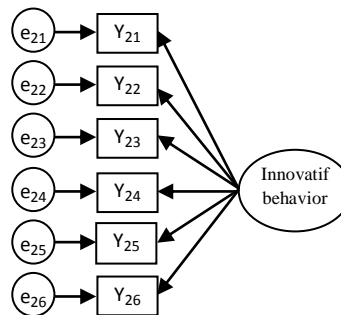 e21 Y21
e22 Y22
e23 Y23
Innovatif
behavior
e24 Y24
e25 Y25
e26 Y26